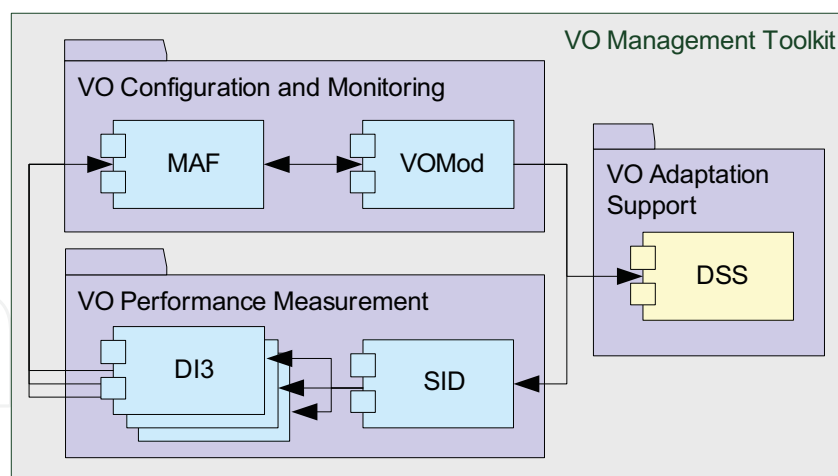 VO Management Toolkit
VO Configuration and Monitoring
MAF
VOMod
VO Adaptation
Support
DSS
VO Performance Measurement
DI3
SID